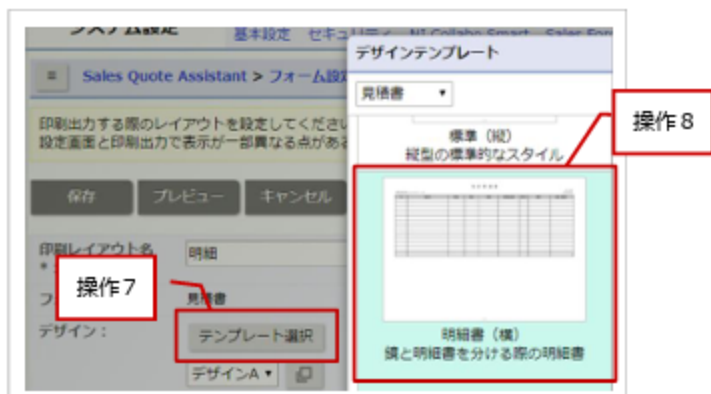 システム設定
基本設定 セキュリティ NI Collabo Smart Sales For
Sales Quote Assistant > フォーム設定
印刷出力する際のレイアウトを設定してくださ
設定画面と印刷出力で表示が一部異なる点があ
保存 プレビュー キャンセル
印刷レイアウト名
*
明細
フ
見積書
デザイン：
テンプレート選択
デザインA
操作7
デザインテンプレート
見積書
標準（縦）
縦型の標準的なスタイル
明細書（横）
鏡と明細書を分ける際の明細書
操作8